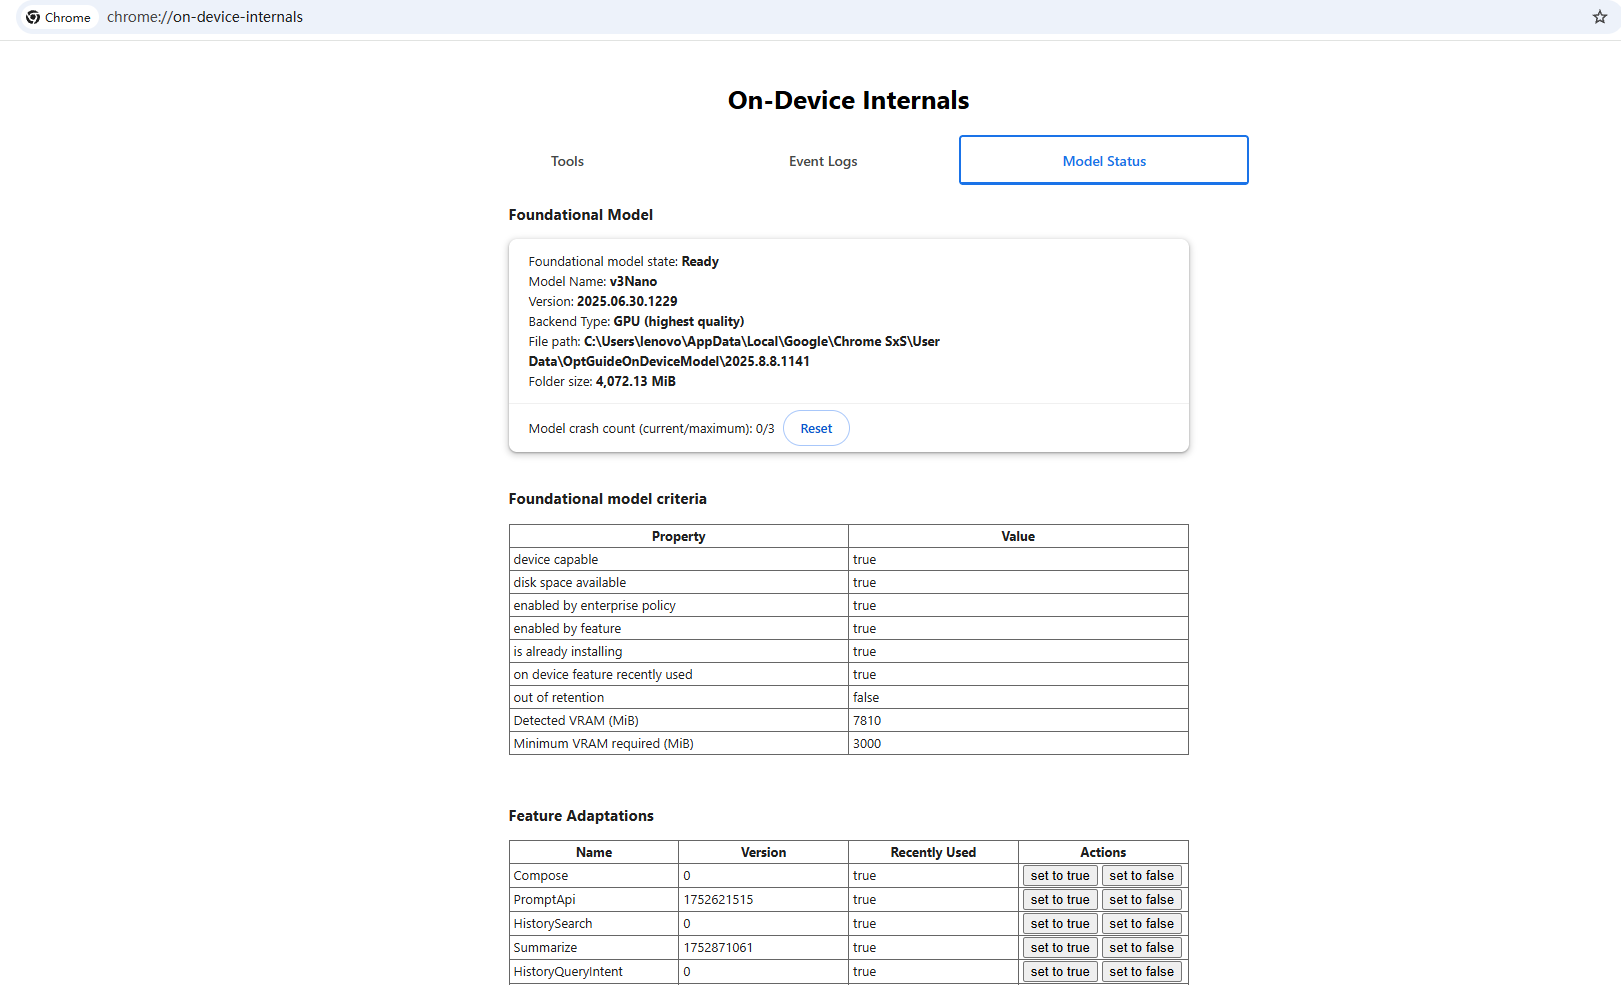 Chrome chrome://on-device-internals
On-Device Internals
Tools Event Logs Model Status
Foundational Model
Foundational model state: Ready
Model Name: v3Nano
Version: 2025.06.30.1229
Backend Type: GPU (highest quality)
File path: C:\Users\lenovo\AppData\Local\Google\Chrome SxS\User
Data\OptGuideOnDeviceModel\2025.8.8.1141
Folder size: 4,072.13 MiB
Model crash count (current/maximum): 0/3 Reset
Foundational model criteria
Property Value
device capable true
disk space available true
enabled by enterprise policy true
enabled by feature true
is already installing true
on device feature recently used true
out of retention false
Detected VRAM (MiB) 7810
Minimum VRAM required (MiB) 3000
Feature Adaptations
Name Version Recently Used Actions
Compose 0 true set to true set to false
PromptApi 1752621515 true set to true set to false
HistorySearch 0 true set to true set to false
Summarize 1752871061 true set to true set to false
HistoryQueryIntent 0 true set to true set to false